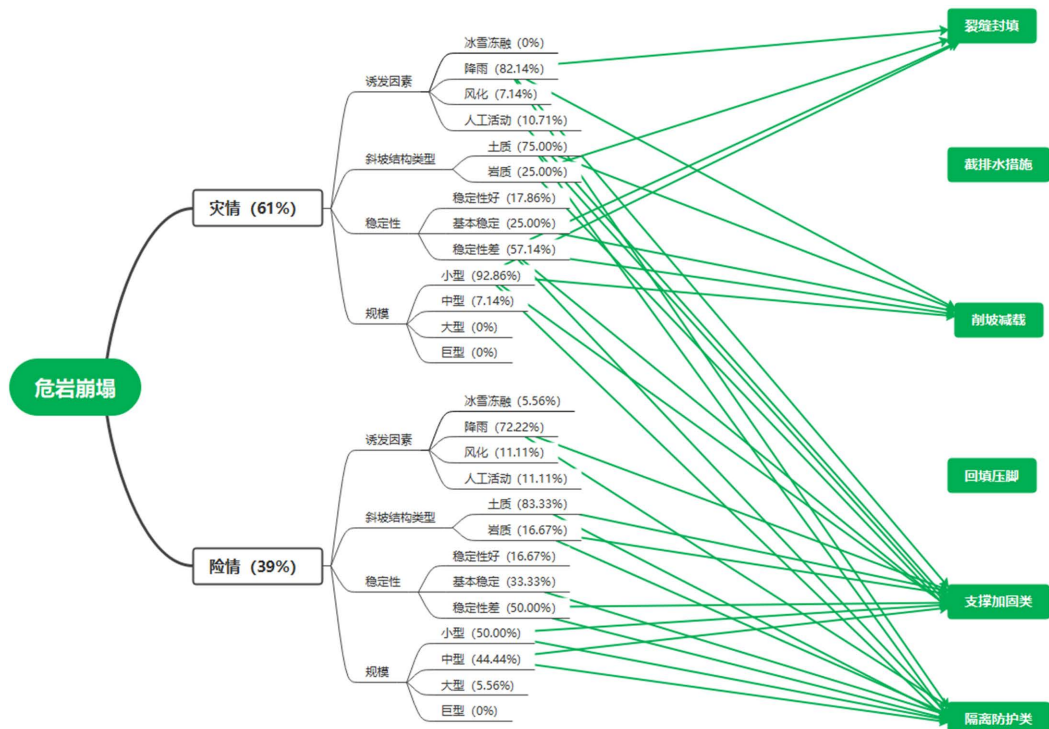 危岩崩塌
灾情（61%）
诱发因素
冰雪冻融（0%）
降雨（82.14%）
风化（7.14%）
人工活动（10.71%）
斜坡结构类型
土质（75.00%）
岩质（25.00%）
稳定性
稳定性好（17.86%）
基本稳定（25.00%）
稳定性差（57.14%）
规模
小型（92.86%）
中型（7.14%）
大型（0%）
巨型（0%）
险情（39%）
诱发因素
冰雪冻融（5.56%）
降雨（72.22%）
风化（11.11%）
人工活动（11.11%）
斜坡结构类型
土质（83.33%）
岩质（16.67%）
稳定性
稳定性好（16.67%）
基本稳定（33.33%）
稳定性差（50.00%）
规模
小型（50.00%）
中型（44.44%）
大型（5.56%）
巨型（0%）
裂缝封填
截排水措施
削坡减载
回填压脚
支撑加固类
隔离防护类